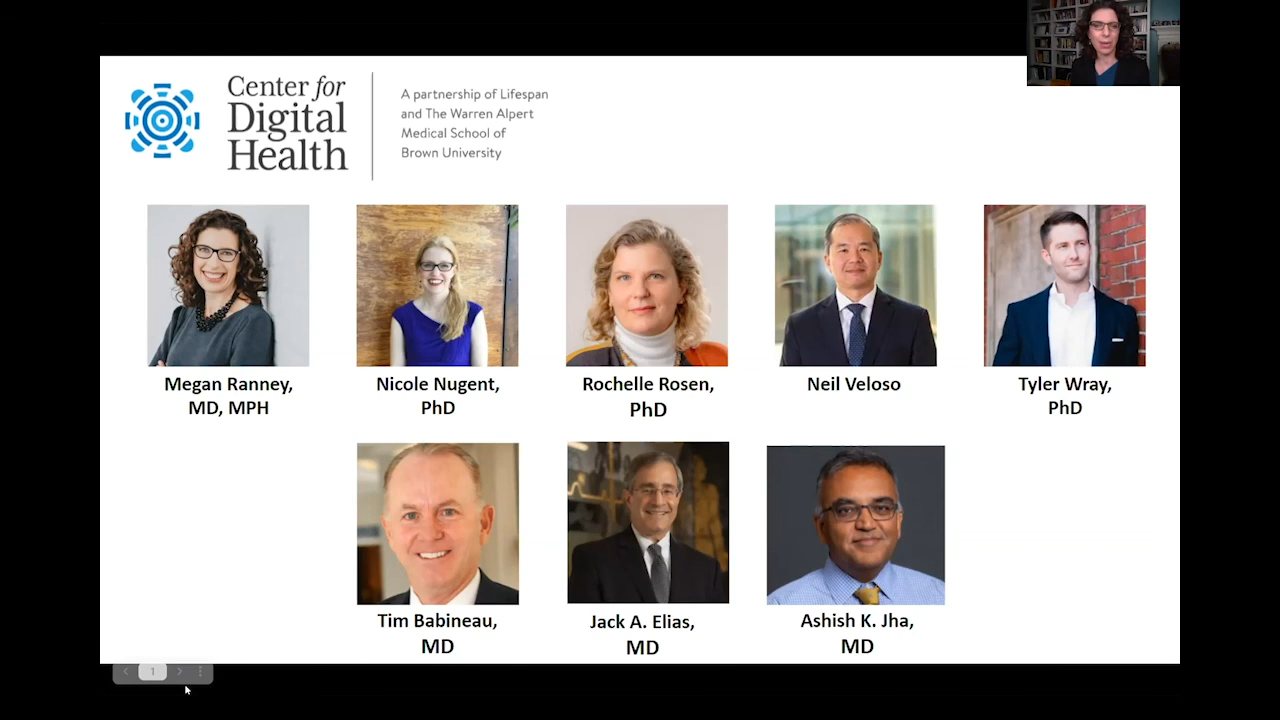 Center for
Digital
Health
A partnership of Lifespan
and The Warren Alpert
Medical School of
Brown University
Megan Ranney,
MD, MPH
Nicole Nugent,
PhD
Rochelle Rosen,
PhD
Neil Veloso
Tyler Wray,
PhD
Tim Babineau,
MD
Jack A. Elias,
MD
Ashish K. Jha,
MD
1